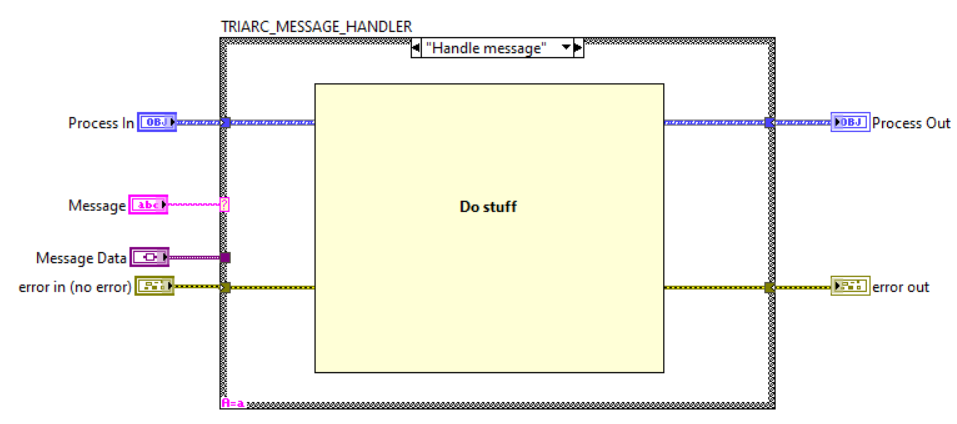 TRIARC_MESSAGE_HANDLER
"Handle message"
Process In OBJ
OBJ Process Out
Message abc
?
Do stuff
Message Data
error in (no error)
error out
A=a